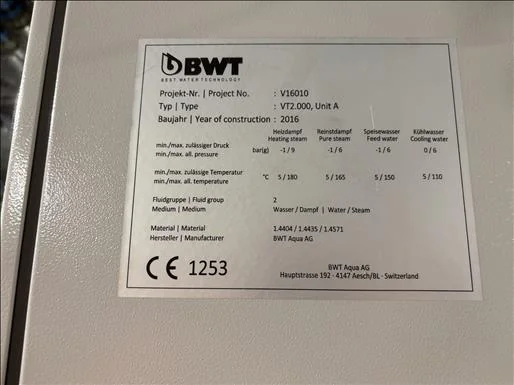 BWT
BEST WATER TECHNOLOGY
Projekt-Nr. | Project No. : V16010
Typ | Type : VT2.000, Unit A
Baujahr | Year of construction : 2016
Heizdampf Reinstdampf Speisewasser Kühlwasser
Heating steam Pure steam Feed water Cooling water
min./max. zulässiger Druck
min./max. all. pressure bar(g) -1 / 9 -1 / 6 -1 / 6 0 / 6
min./max. zulässige Temperatur °C 5 / 180 5 / 165 5 / 150 5 / 110
min./max. all. temperature
Fluidgruppe | Fluid group 2
Medium | Medium Wasser / Dampf | Water / Steam
Material | Material 1.4404 / 1.4435 / 1.4571
Hersteller | Manufacturer BWT Aqua AG
CE 1253
BWT Aqua AG
Hauptstrasse 192 - 4147 Aesch/BL - Switzerland